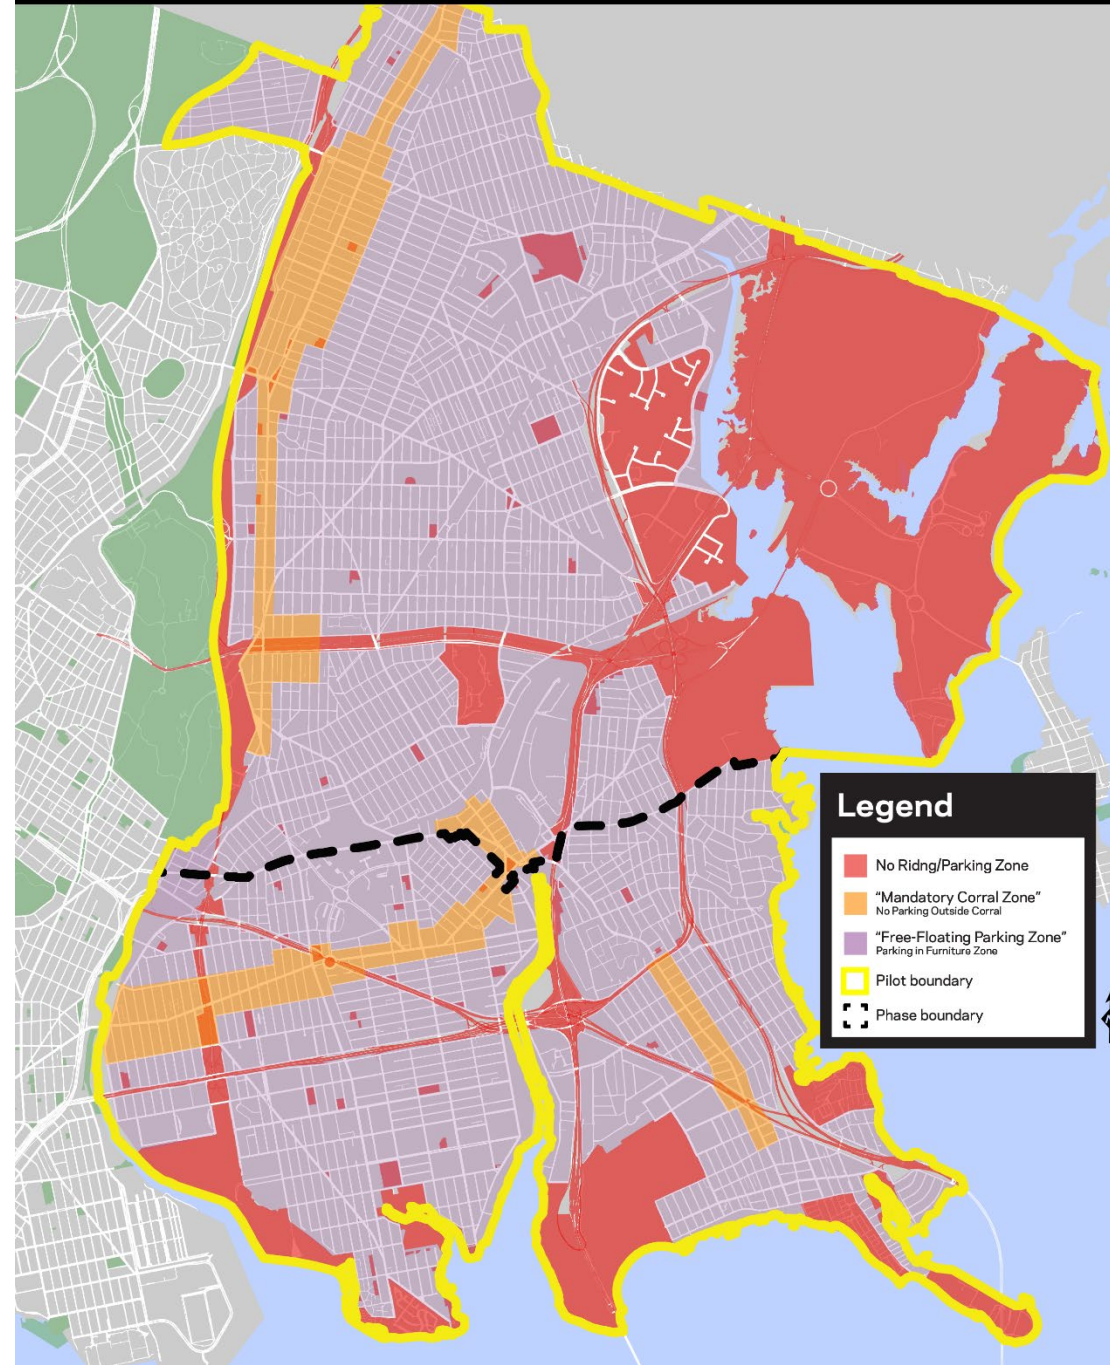 Legend
No Ridng/Parking Zone
"Mandatory Corral Zone"
No Parking Outside Corral
"Free-Floating Parking Zone"
Parking in Furniture Zone
Pilot boundary
Phase boundary